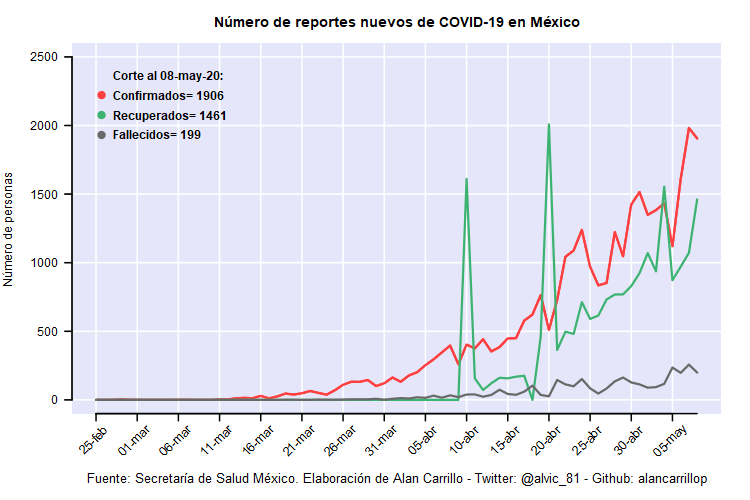 Número de reportes nuevos de COVID-19 en México
Número de personas
2500
2000
1500
1000
500
0
Corte al 08-may-20:
Confirmados= 1906
Recuperados= 1461
Fallecidos= 199
25-feb
01-mar
06-mar
11-mar
16-mar
21-mar
26-mar
31-mar
05-abr
10-abr
15-abr
20-abr
25-abr
30-abr
05-may
Fuente: Secretaría de Salud México. Elaboración de Alan Carrillo - Twitter: @alvic_81 - Github: alancarrillop